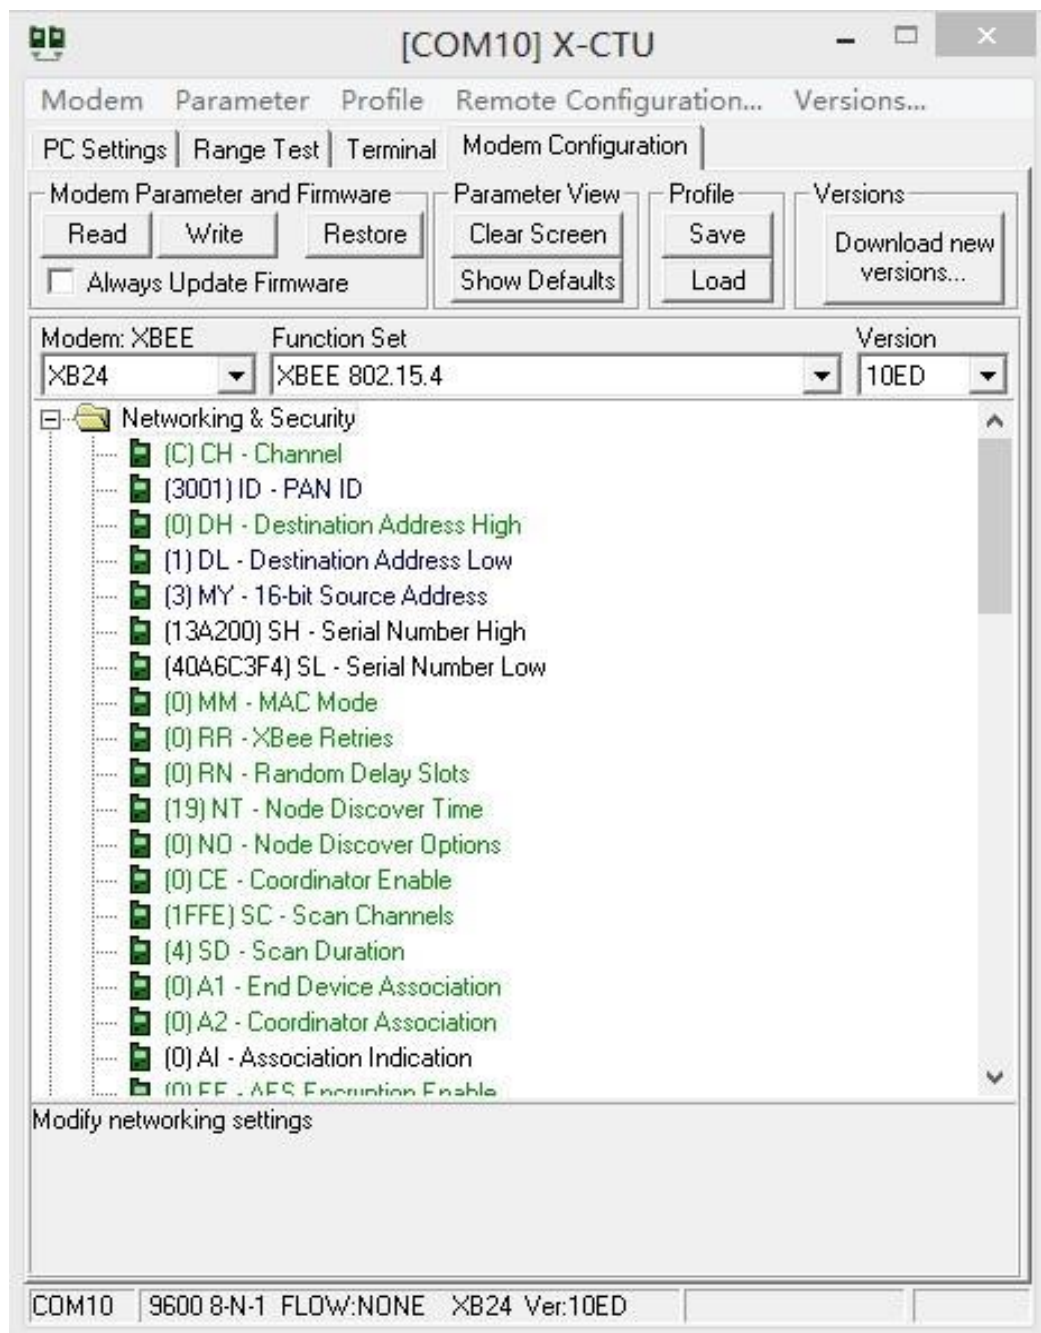 [COM10] X-CTU
Modem Parameter Profile Remote Configuration... Versions...
PC Settings Range Test Terminal Modem Configuration
Modem Parameter and Firmware Parameter View Profile Versions
Read Write Restore Clear Screen Save Download new versions...
Always Update Firmware Show Defaults Load
Modem: XBEE Function Set Version
XB24 XBEE 802.15.4 10ED
Networking & Security
(C) CH - Channel
(3001) ID - PAN ID
(0) DH - Destination Address High
(1) DL - Destination Address Low
(3) MY - 16-bit Source Address
(13A200) SH - Serial Number High
(40A6C3F4) SL - Serial Number Low
(0) MM - MAC Mode
(0) RR - XBee Retries
(0) RN - Random Delay Slots
(19) NT - Node Discover Time
(0) NO - Node Discover Options
(0) CE - Coordinator Enable
(1FFE) SC - Scan Channels
(4) SD - Scan Duration
(0) A1 - End Device Association
(0) A2 - Coordinator Association
(0) AI - Association Indication
(0) EE - AES Encryption Enable
Modify networking settings
COM10 9600 8-N-1 FLOW:NONE XB24 Ver:10ED